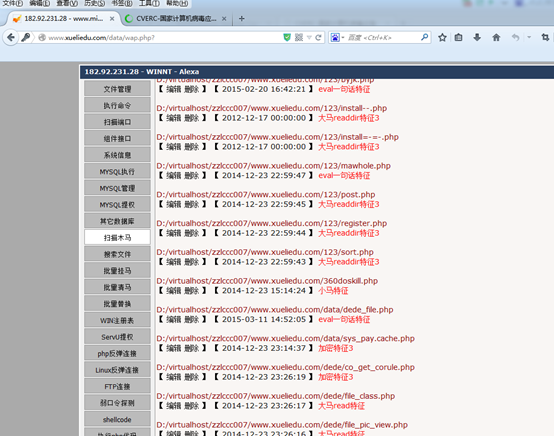 文件(F) 编辑(E) 查看(V) 历史(S) 书签(B) 工具(T) 帮助(H)
182.92.231.28 - www.mi...
CVERC-国家计算机病毒应...
www.xueliedu.com/data/wap.php?
百度 <Ctrl+K>
182.92.231.28 - WINNT - Alexa
文件管理
执行命令
扫描端口
组件接口
系统信息
MYSQL执行
MYSQL管理
MYSQL提权
其它数据库
扫描木马
搜索文件
批量挂马
批量清马
批量替换
WIN注册表
ServU提权
php反弹连接
Linux反弹连接
FTP连接
弱口令探测
shellcode
执行php代码
D:/virtualhost/zzlccc007/www.xueliedu.com/123/byjk.php
【 编辑 删除 】 【 2015-02-20 16:42:21 】 eval一句话特征
D:/virtualhost/zzlccc007/www.xueliedu.com/123/install--.php
【 编辑 删除 】 【 2012-12-17 00:00:00 】 大马readdir特征3
D:/virtualhost/zzlccc007/www.xueliedu.com/123/install=-=-.php
【 编辑 删除 】 【 2012-12-17 00:00:00 】 大马readdir特征3
D:/virtualhost/zzlccc007/www.xueliedu.com/123/mawhole.php
【 编辑 删除 】 【 2014-12-23 22:59:47 】 eval一句话特征
D:/virtualhost/zzlccc007/www.xueliedu.com/123/post.php
【 编辑 删除 】 【 2014-12-23 22:59:45 】 大马readdir特征3
D:/virtualhost/zzlccc007/www.xueliedu.com/123/register.php
【 编辑 删除 】 【 2014-12-23 22:59:44 】 大马readdir特征3
D:/virtualhost/zzlccc007/www.xueliedu.com/123/sort.php
【 编辑 删除 】 【 2014-12-23 22:59:43 】 大马readdir特征3
D:/virtualhost/zzlccc007/www.xueliedu.com/360doskill.php
【 编辑 删除 】 【 2014-12-23 15:14:24 】 小马特征
D:/virtualhost/zzlccc007/www.xueliedu.com/data/dede_file.php
【 编辑 删除 】 【 2015-03-11 14:52:05 】 eval一句话特征
D:/virtualhost/zzlccc007/www.xueliedu.com/data/sys_pay.cache.php
【 编辑 删除 】 【 2014-12-23 23:14:37 】 加密特征3
D:/virtualhost/zzlccc007/www.xueliedu.com/dede/co_get_corule.php
【 编辑 删除 】 【 2014-12-23 23:26:19 】 加密特征3
D:/virtualhost/zzlccc007/www.xueliedu.com/dede/file_class.php
【 编辑 删除 】 【 2014-12-23 23:26:17 】 大马read特征
D:/virtualhost/zzlccc007/www.xueliedu.com/dede/file_pic_view.php
【 编辑 删除 】 【 2014-12-23 23:26:16 】 大马read特征